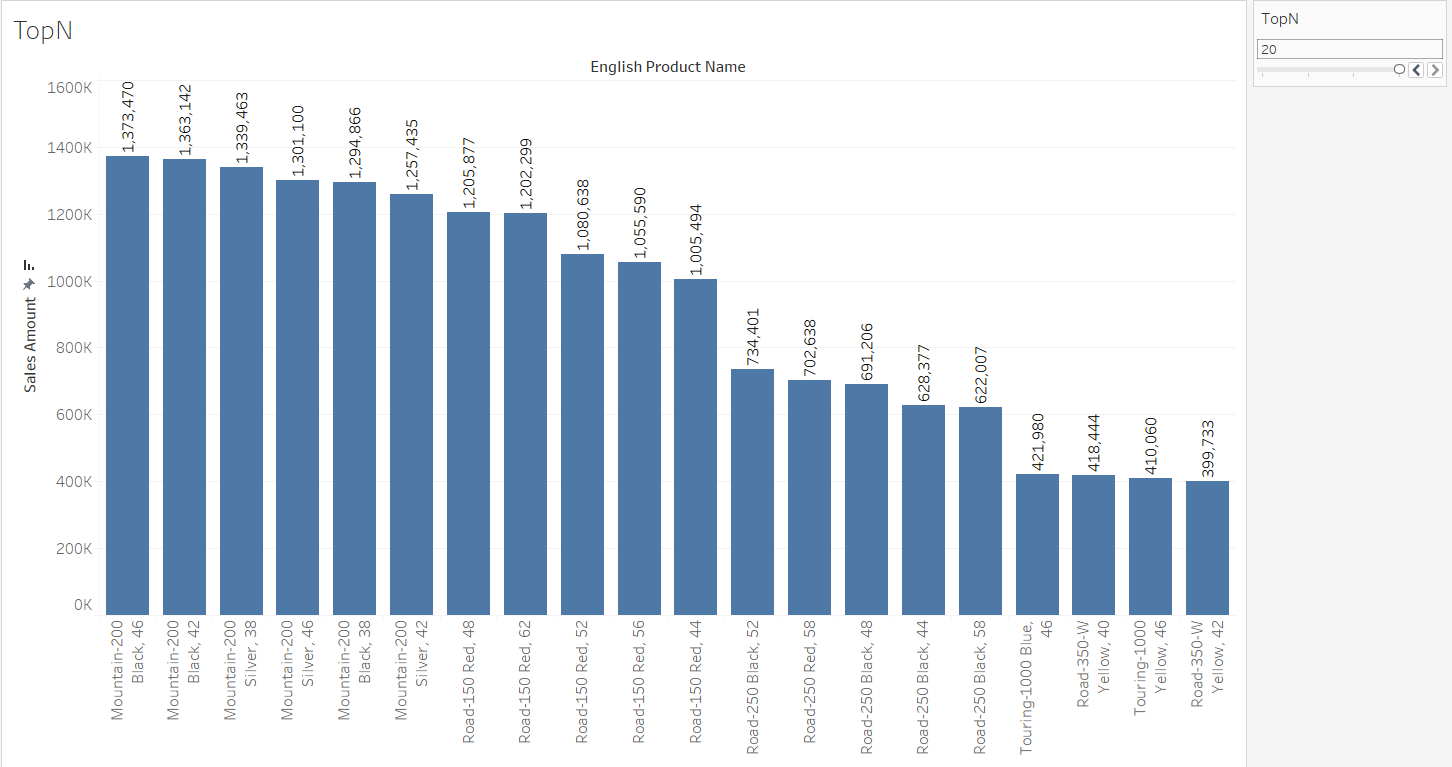 TopN
TopN
20
English Product Name
Sales Amount
1600K
1400K
1200K
1000K
800K
600K
400K
200K
0K
1,373,470
1,363,142
1,339,463
1,301,100
1,294,866
1,257,435
1,205,877
1,202,299
1,080,638
1,055,590
1,005,494
734,401
702,638
691,206
628,377
622,007
421,980
418,444
410,060
399,733
Mountain-200
Black, 46
Mountain-200
Black, 42
Mountain-200
Silver, 38
Mountain-200
Silver, 46
Mountain-200
Black, 38
Mountain-200
Silver, 42
Road-150 Red, 48
Road-150 Red, 62
Road-150 Red, 52
Road-150 Red, 56
Road-150 Red, 44
Road-250 Black, 52
Road-250 Red, 58
Road-250 Black, 48
Road-250 Black, 44
Road-250 Black, 58
Touring-1000 Blue,
46
Road-350-W
Yellow, 40
Touring-1000
Yellow, 46
Road-350-W
Yellow, 42